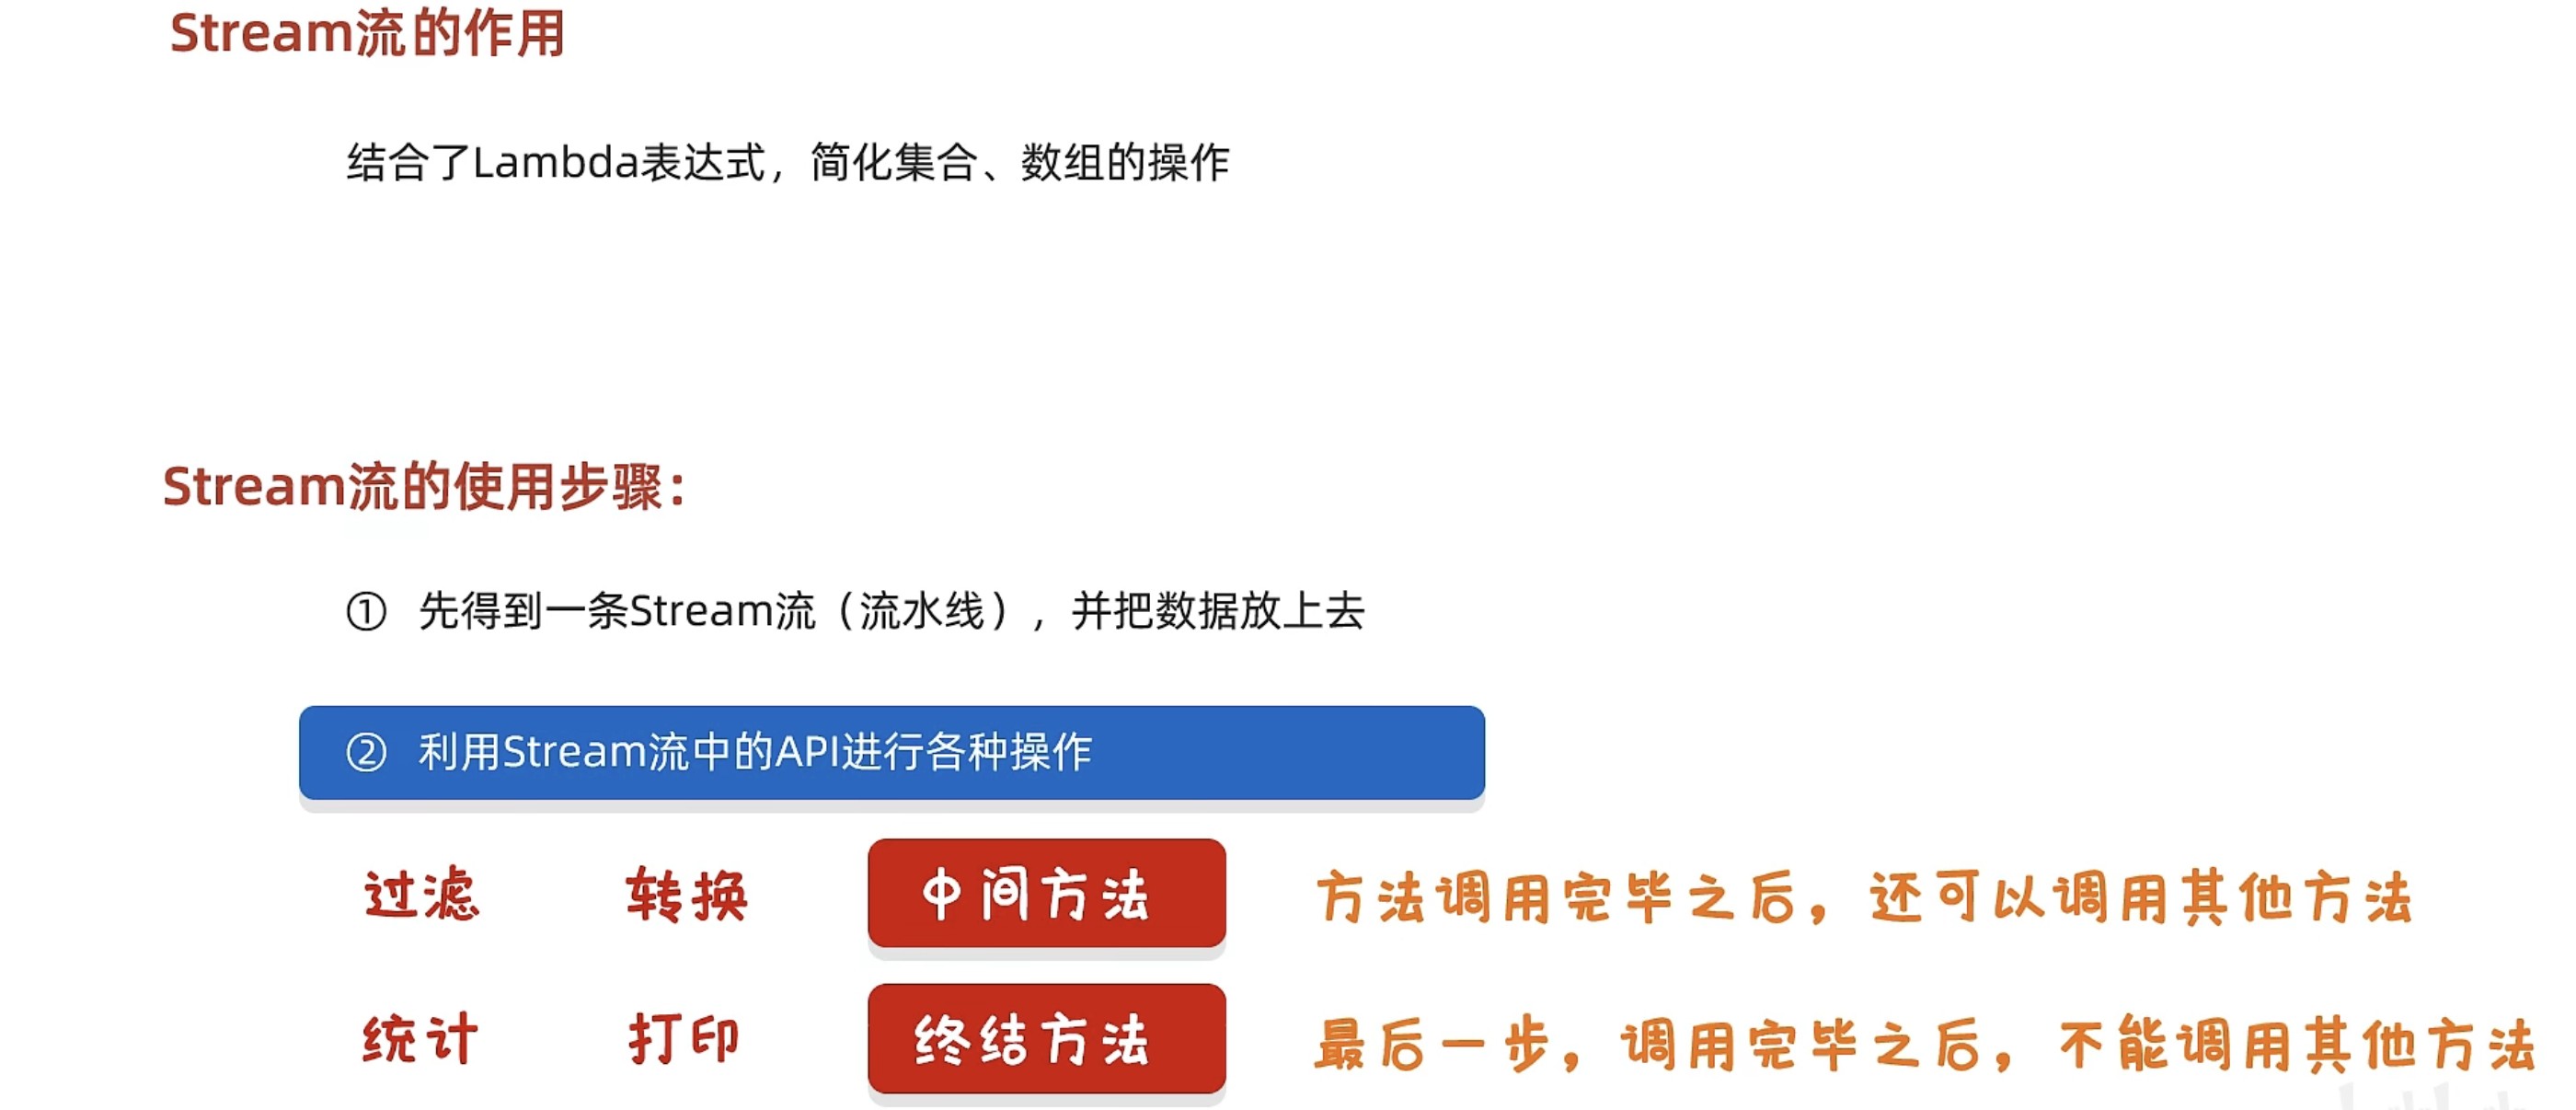 Stream流的作用
结合了Lambda表达式，简化集合、数组的操作
Stream流的使用步骤：
① 先得到一条Stream流（流水线），并把数据放上去
② 利用Stream流中的API进行各种操作
过滤 转换 中间方法 方法调用完毕之后，还可以调用其他方法
统计 打印 终结方法 最后一步，调用完毕之后，不能调用其他方法